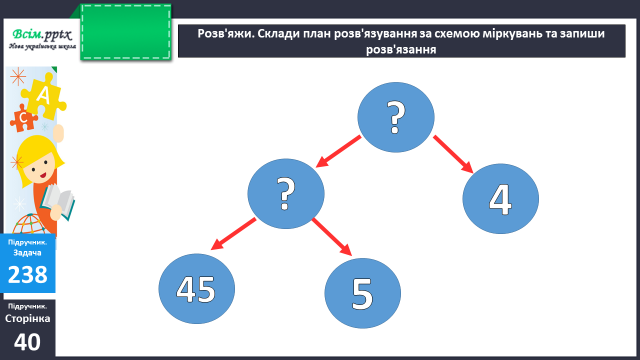 Всім.pptx
Нова українська школа
Розв'яжи. Склади план розв'язування за схемою міркувань та запиши
розв'язання
A
C
?
?
4
45
5
Підручник.
Задача
238
Підручник.
Сторінка
40